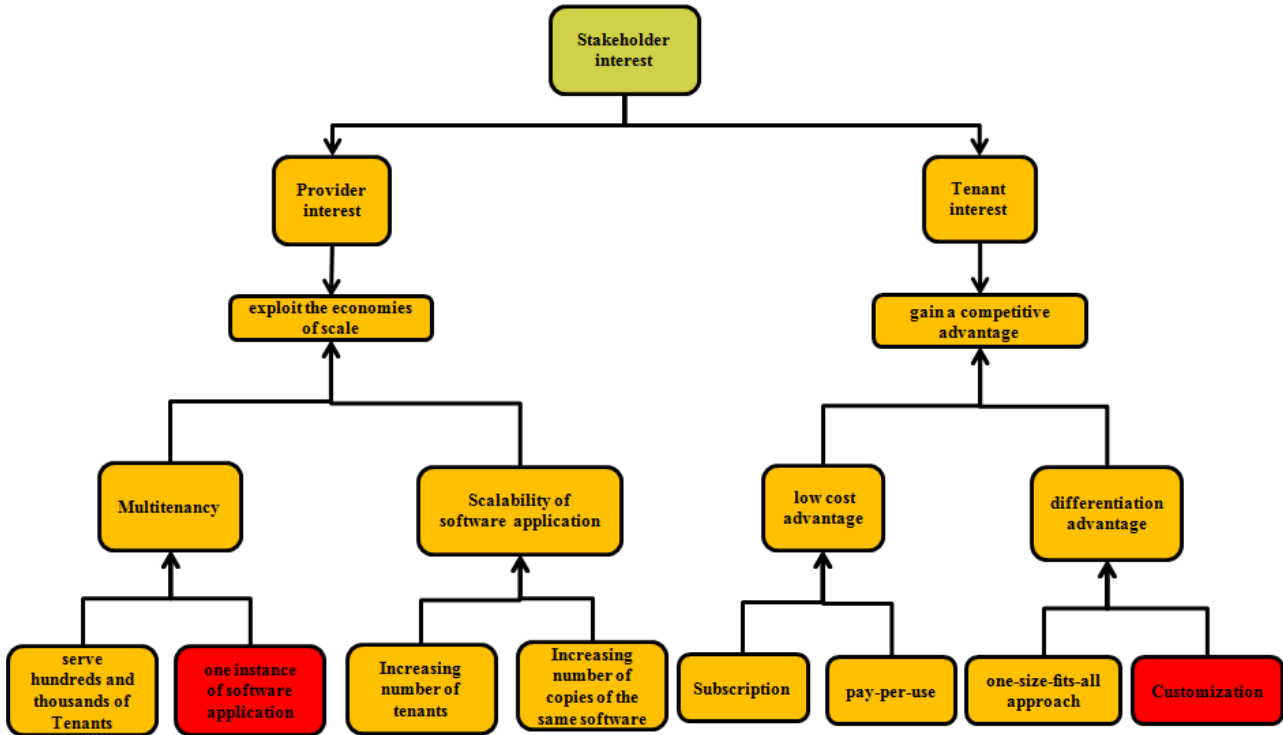 Stakeholder
interest
Provider
interest
Tenant
interest
exploit the economies
of scale
gain a competitive
advantage
Multitenancy
Scalability of
software application
low cost
advantage
differentiation
advantage
serve
hundreds and
thousands of
Tenants
one instance
of software
application
Increasing
number of
tenants
Increasing
number of
copies of the
same software
Subscription
pay-per-use
one-size-fits-all
approach
Customization